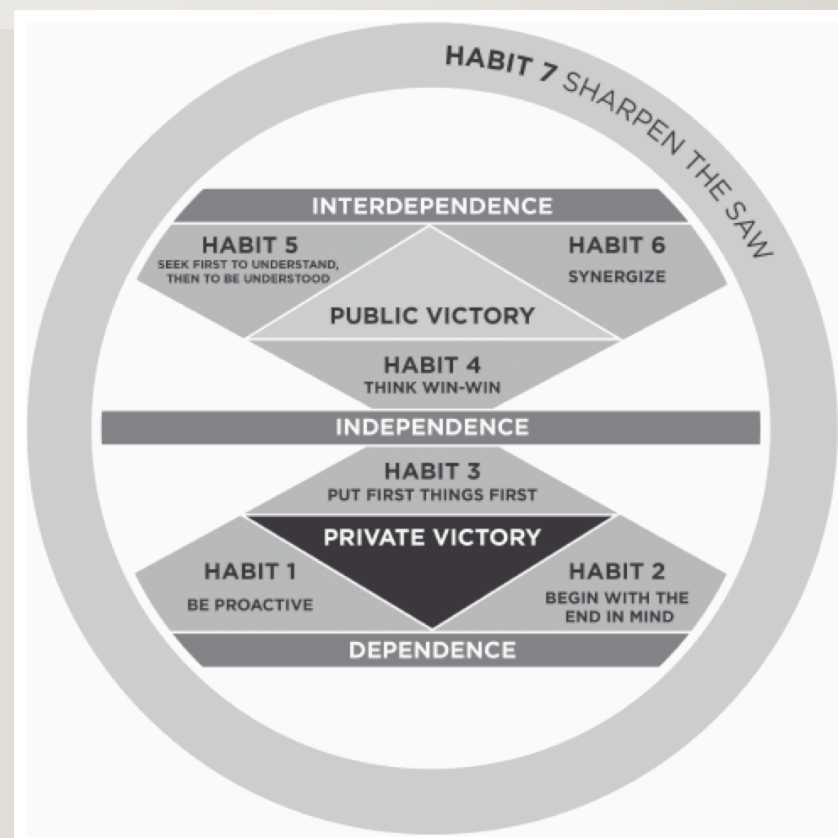 HABIT 7 SHARPEN THE SAW
INTERDEPENDENCE
HABIT 5
SEEK FIRST TO UNDERSTAND,
THEN TO BE UNDERSTOOD
HABIT 6
SYNERGIZE
PUBLIC VICTORY
HABIT 4
THINK WIN-WIN
INDEPENDENCE
HABIT 3
PUT FIRST THINGS FIRST
PRIVATE VICTORY
HABIT 1
BE PROACTIVE
HABIT 2
BEGIN WITH THE
END IN MIND
DEPENDENCE